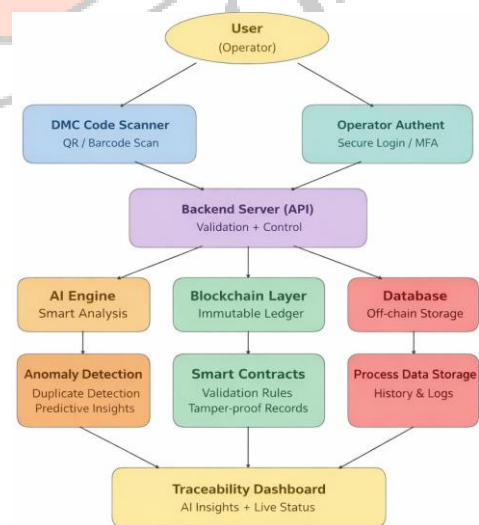 User
(Operator)
DMC Code Scanner
QR / Barcode Scan
Operator Authent
Secure Login / MFA
Backend Server (API)
Validation + Control
AI Engine
Smart Analysis
Blockchain Layer
Immutable Ledger
Database
Off-chain Storage
Anomaly Detection
Duplicate Detection
Predictive Insights
Smart Contracts
Validation Rules
Tamper-proof Records
Process Data Storage
History & Logs
Traceability Dashboard
AI Insights + Live Status